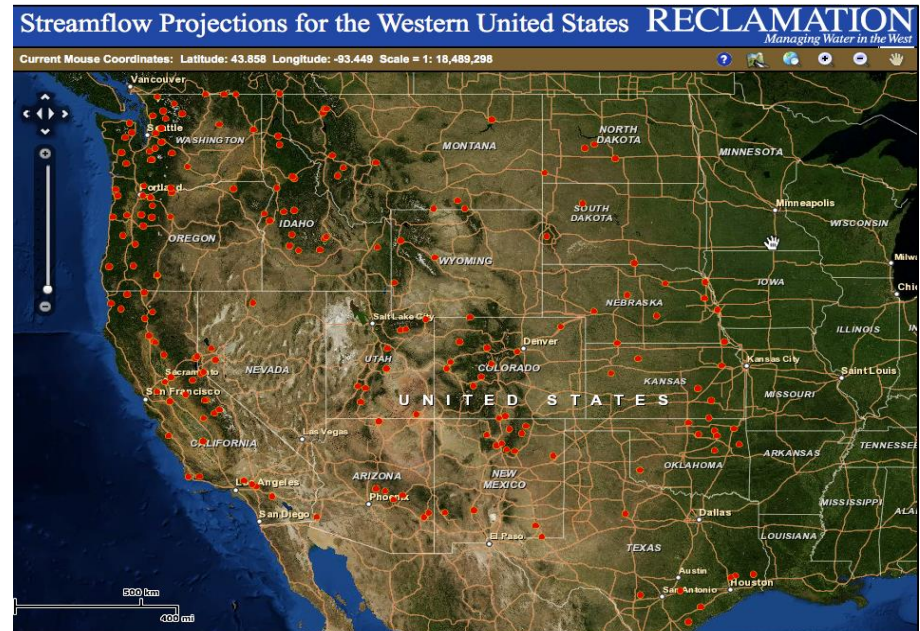 Streamflow Projections for the Western United States
RECLAMATION
Managing Water in the West
Current Mouse Coordinates: Latitude: 43.858 Longitude: -93.449 Scale = 1: 18,489,298
Vancouver
Seattle
WASHINGTON
MONTANA
NORTH
DAKOTA
MINNESOTA
Portland
Minneapolis
SOUTH
DAKOTA
WISCONSIN
OREGON
IDAHO
WYOMING
Milw
IOWA
Chi
NEBRASKA
Salt Lake City
ILLINOIS
IN
Denver
UTAH
COLORADO
Kansas City
NEVADA
Sacramento
KANSAS
Saint Louis
San Francisco
MISSOURI
UNITED STATES
Las Vegas
CALIFORNIA
TENNESSEE
ARKANSAS
OKLAHOMA
ARIZONA
NEW
MEXICO
Los Angeles
Phoenix
MISSISSIPPI
San Diego
Dallas
ALA
El Paso
LOUISIANA
TEXAS
Austin
Houston
San Antonio
500 km
400 mi